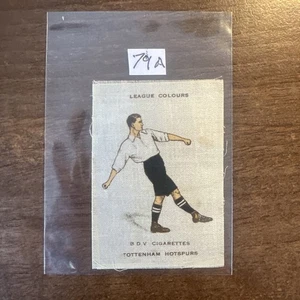 79A
LEAGUE COLOURS
P.O.V CIGARETTES
TOTTENHAM HOTSPURS